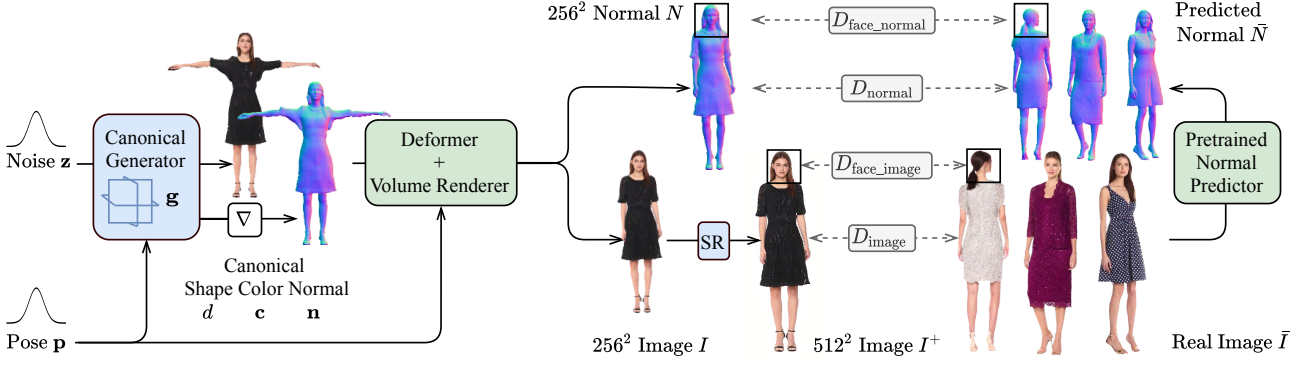 Noise z
Canonical
Generator
g
∇
Canonical
Shape Color Normal
d c n
Pose p
Deformer
+
Volume Renderer
256² Normal N
D_face_normal
Predicted
Normal N̄
D_normal
D_face_image
Pretrained
Normal
Predictor
SR
D_image
256² Image I
512² Image I⁺
Real Image Ī